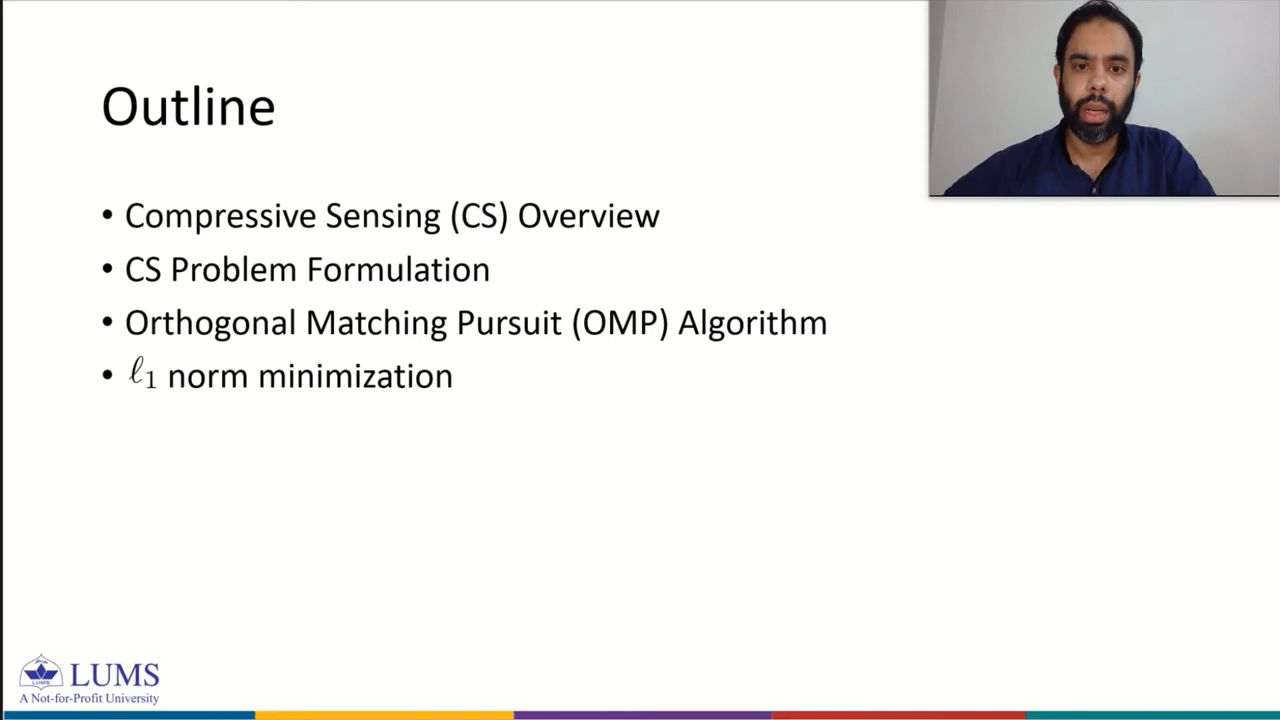 Outline
• Compressive Sensing (CS) Overview
• CS Problem Formulation
• Orthogonal Matching Pursuit (OMP) Algorithm
• ℓ₁ norm minimization
LUMS
LUMS
A Not-for-Profit University